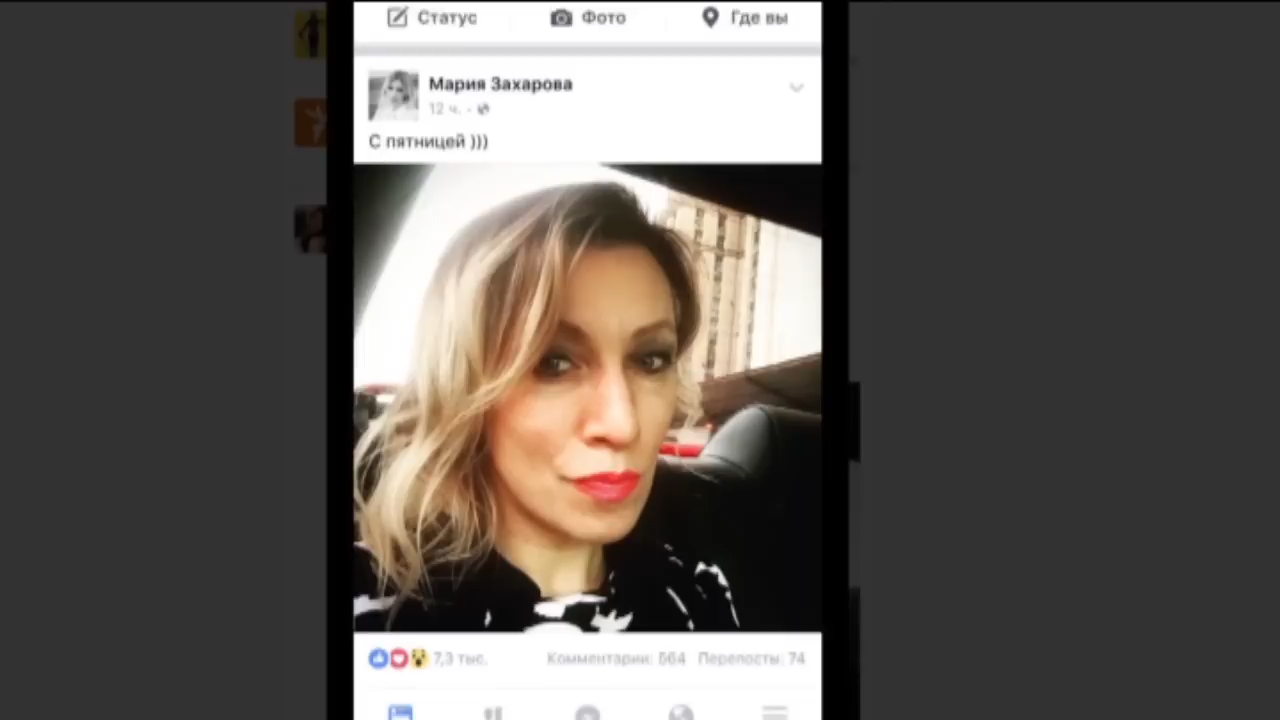 Статус Фото Где вы
Мария Захарова
12 ч. ·
С пятницей )))
7,3 тыс. Комментарии: 564 Перепосты: 74